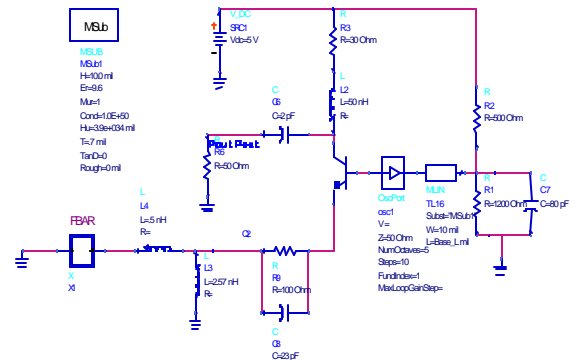 MSub
MSUB
MSub1
H=100 mil
Er=9.6
Mur=1
Cond=1.0E+50
Hu=3.9e+034 mil
T=.7 mil
TanD=0
Rough=0 mil
V_DC
SRC1
Vdc=5 V
R
R3
R=30 Ohm
L
L2
L=50 nH
R=
C
C6
C=2 pF
Pout
R6
R=50 Ohm
R
R2
R=500 Ohm
R
R1
R=1200 Ohm
C
C7
C=80 pF
OscPort
osc1
V=
Z=50 Ohm
NumOctaves=5
Steps=10
FundIndex=1
MaxLoopGainStep=
MLIN
TL16
Subst="MSub1"
W=10 mil
L=Base_L mil
FBAR
X
X1
L
L4
L=.5 nH
R=
L
L3
L=2.57 nH
R=
Q2
R
R9
R=100 Ohm
C
C8
C=23 pF